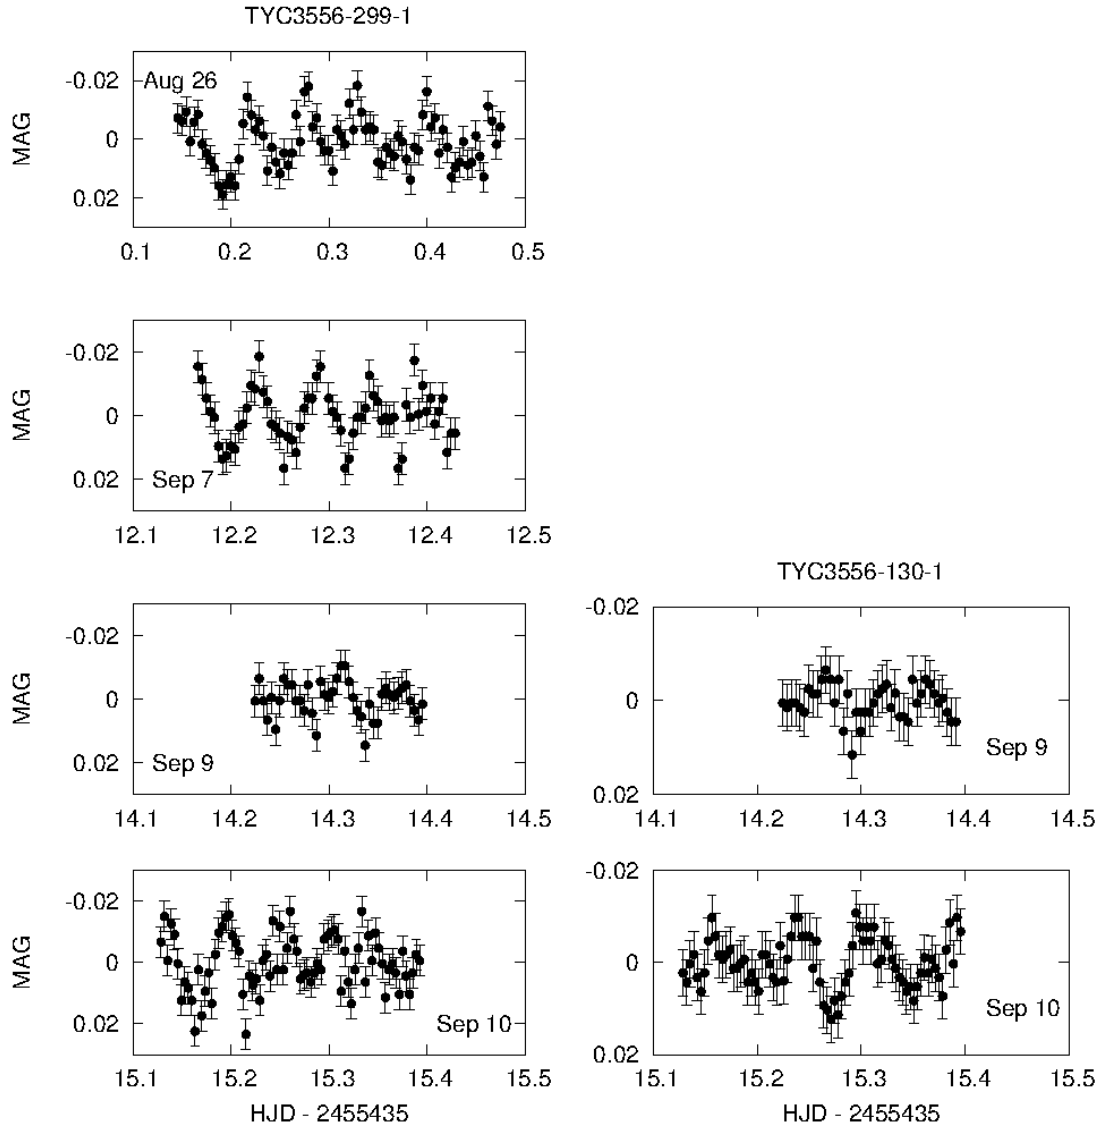 TYC3556-299-1
MAG
-0.02
0
0.02
Aug 26
0.1 0.2 0.3 0.4 0.5
MAG
-0.02
0
0.02
Sep 7
12.1 12.2 12.3 12.4 12.5
MAG
-0.02
0
0.02
Sep 9
14.1 14.2 14.3 14.4 14.5
TYC3556-130-1
-0.02
0
0.02
Sep 9
14.1 14.2 14.3 14.4 14.5
MAG
-0.02
0
0.02
Sep 10
15.1 15.2 15.3 15.4 15.5
HJD - 2455435
-0.02
0
0.02
Sep 10
15.1 15.2 15.3 15.4 15.5
HJD - 2455435